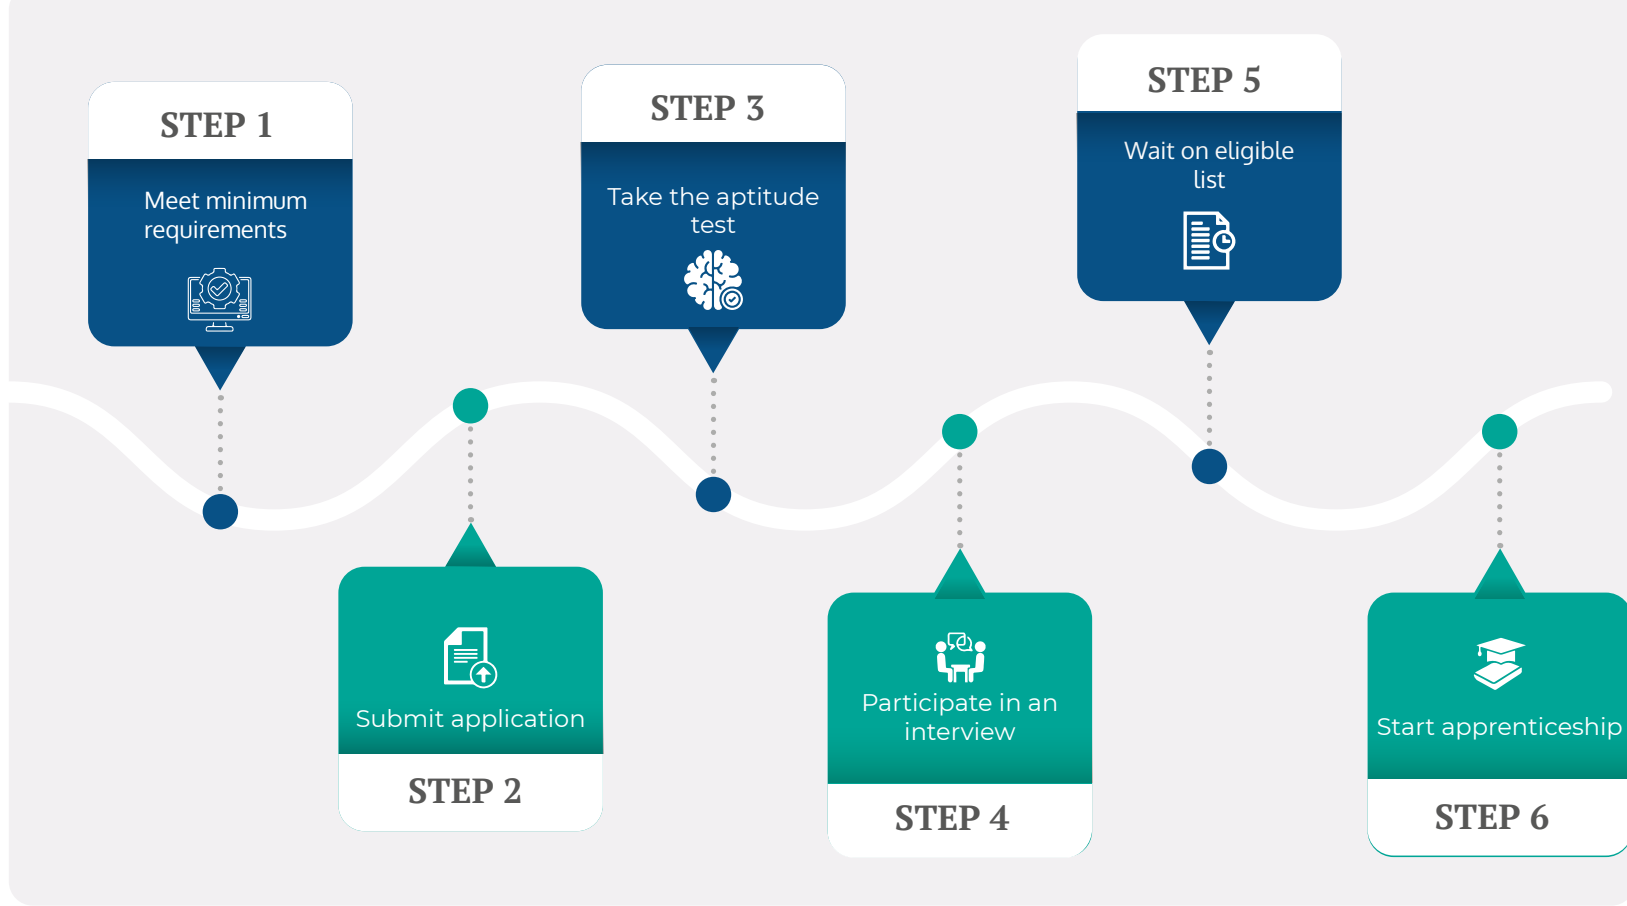 STEP 1
Meet minimum
requirements
Submit application
STEP 2
STEP 3
Take the aptitude
test
Participate in an
interview
STEP 4
STEP 5
Wait on eligible
list
Start apprenticeship
STEP 6